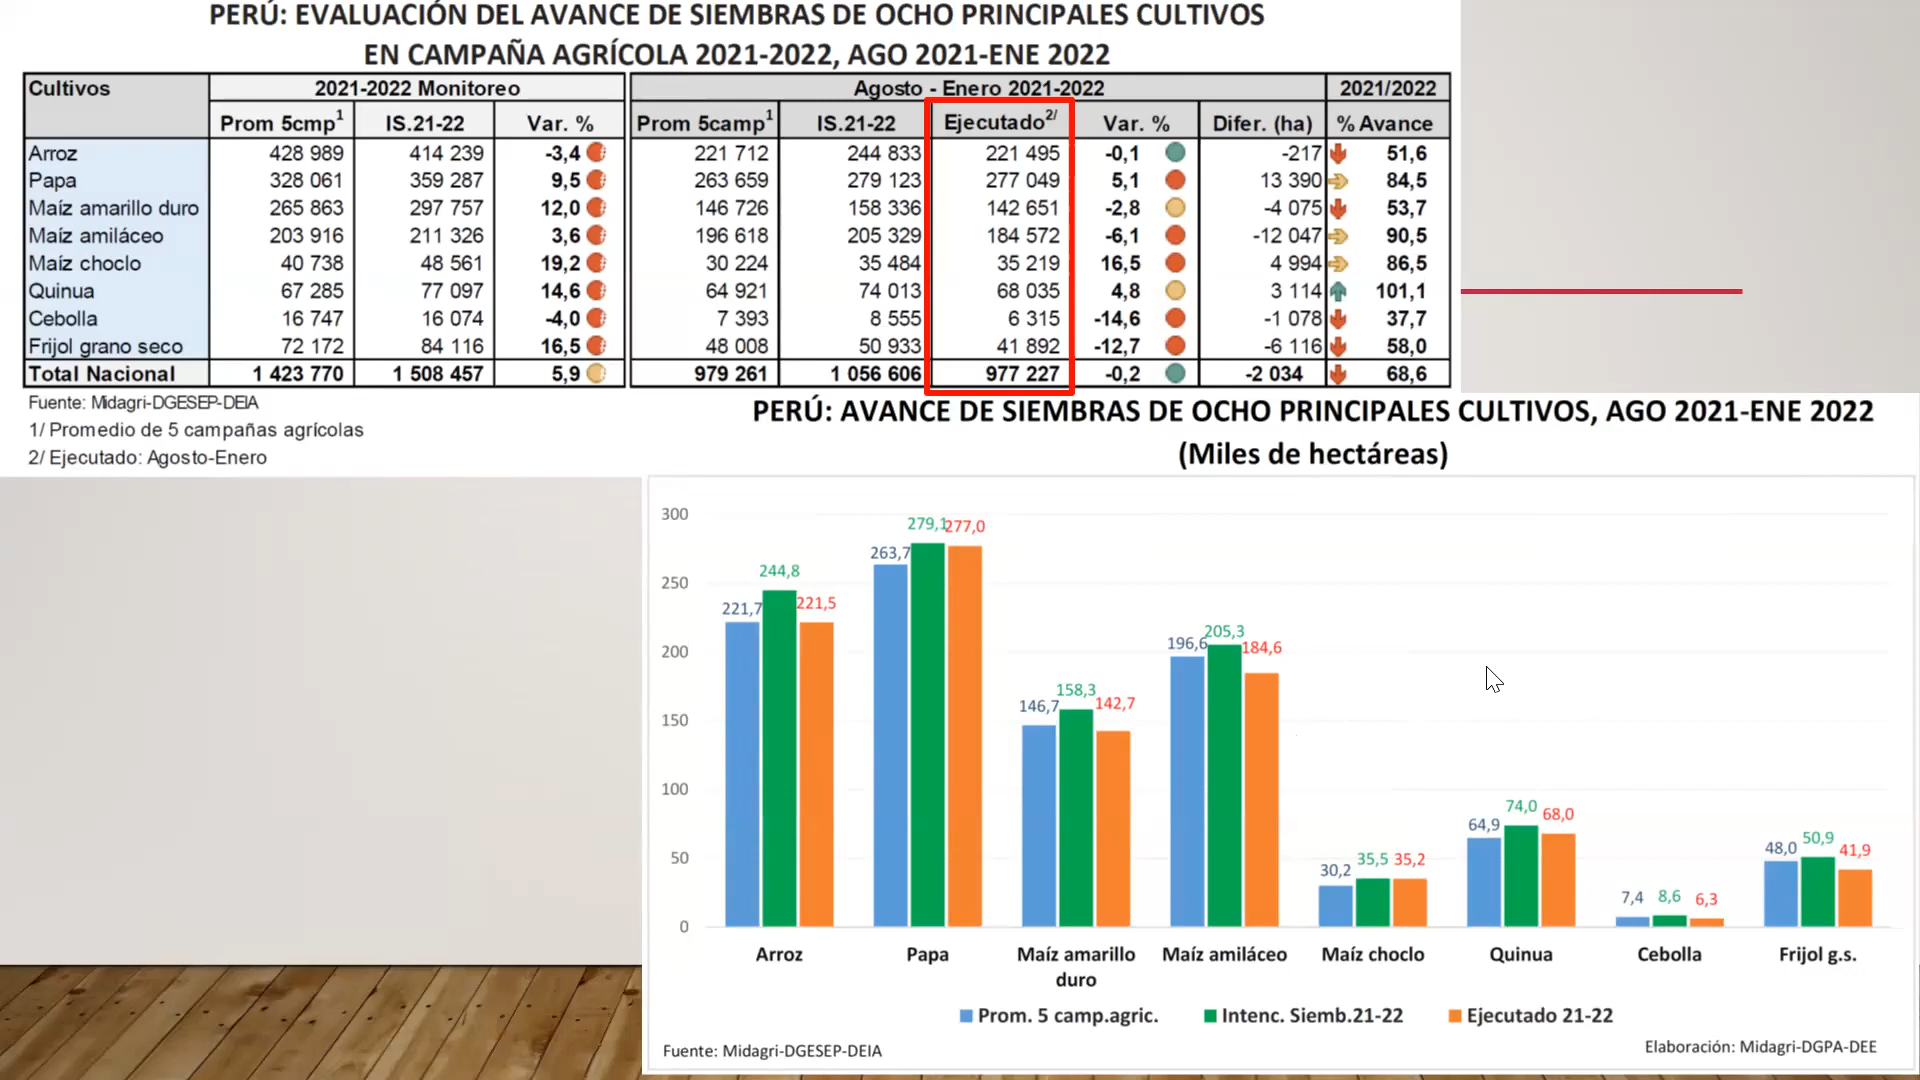 PERÚ: EVALUACIÓN DEL AVANCE DE SIEMBRAS DE OCHO PRINCIPALES CULTIVOS
EN CAMPAÑA AGRÍCOLA 2021-2022, AGO 2021-ENE 2022
Cultivos 2021-2022 Monitoreo Agosto - Enero 2021-2022 2021/2022
Prom 5cmp1 IS.21-22 Var. % Prom 5camp1 IS.21-22 Ejecutado2/ Var. % Difer. (ha) % Avance
Arroz 428 989 414 239 -3,4 221 712 244 833 221 495 -0,1 -217 51,6
Papa 328 061 359 287 9,5 263 659 279 123 277 049 5,1 13 390 84,5
Maíz amarillo duro 265 863 297 757 12,0 146 726 158 336 142 651 -2,8 -4 075 53,7
Maíz amiláceo 203 916 211 326 3,6 196 618 205 329 184 572 -6,1 -12 047 90,5
Maíz choclo 40 738 48 561 19,2 30 224 35 484 35 219 16,5 4 994 86,5
Quinua 67 285 77 097 14,6 64 921 74 013 68 035 4,8 3 114 101,1
Cebolla 16 747 16 074 -4,0 7 393 8 555 6 315 -14,6 -1 078 37,7
Frijol grano seco 72 172 84 116 16,5 48 008 50 933 41 892 -12,7 -6 116 58,0
Total Nacional 1 423 770 1 508 457 5,9 979 261 1 056 606 977 227 -0,2 -2 034 68,6
Fuente: Midagri-DGESEP-DEIA
1/ Promedio de 5 campañas agrícolas
2/ Ejecutado: Agosto-Enero
PERÚ: AVANCE DE SIEMBRAS DE OCHO PRINCIPALES CULTIVOS, AGO 2021-ENE 2022
(Miles de hectáreas)
300
250
200
150
100
50
0
221,7 244,8 221,5
263,7 279,1 277,0
146,7 158,3 142,7
196,6 205,3 184,6
30,2 35,5 35,2
64,9 74,0 68,0
7,4 8,6 6,3
48,0 50,9 41,9
Arroz Papa Maíz amarillo Maíz amiláceo Maíz choclo Quinua Cebolla Frijol g.s.
duro
Prom. 5 camp.agric. Intenc. Siemb.21-22 Ejecutado 21-22
Fuente: Midagri-DGESEP-DEIA
Elaboración: Midagri-DGPA-DEE